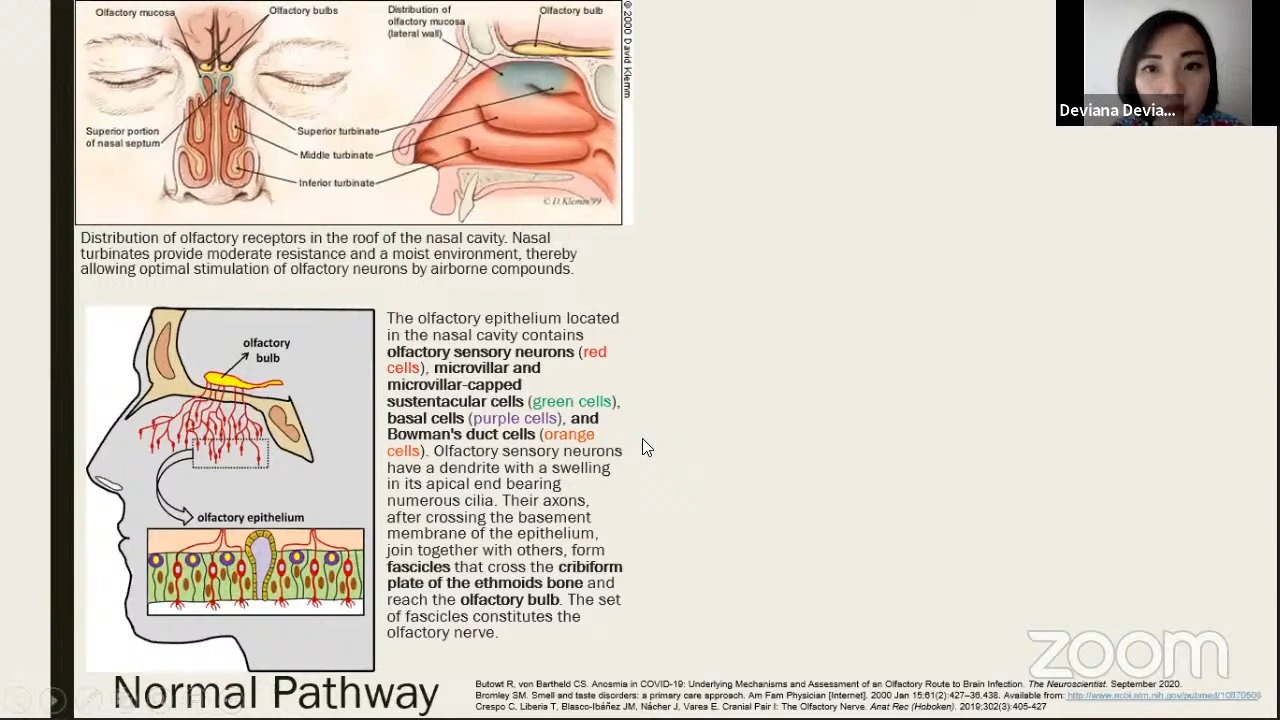 Olfactory mucosa
Olfactory bulbs
Distribution of
olfactory mucosa
(lateral wall)
Olfactory bulb
© 2000 David Klemm
Superior portion
of nasal septum
Superior turbinate
Middle turbinate
Inferior turbinate
© D.Klemm'99
Deviana Devia...
Distribution of olfactory receptors in the roof of the nasal cavity. Nasal
turbinates provide moderate resistance and a moist environment, thereby
allowing optimal stimulation of olfactory neurons by airborne compounds.
olfactory
bulb
olfactory epithelium
The olfactory epithelium located
in the nasal cavity contains
olfactory sensory neurons (red
cells), microvillar and
microvillar-capped
sustentacular cells (green cells),
basal cells (purple cells), and
Bowman's duct cells (orange
cells). Olfactory sensory neurons
have a dendrite with a swelling
in its apical end bearing
numerous cilia. Their axons,
after crossing the basement
membrane of the epithelium,
join together with others, form
fascicles that cross the cribiform
plate of the ethmoids bone and
reach the olfactory bulb. The set
of fascicles constitutes the
olfactory nerve.
zoom
Normal Pathway
Butowt R, von Bartheld CS. Anosmia in COVID-19: Underlying Mechanisms and Assessment of an Olfactory Route to Brain Infection. The Neuroscientist. September 2020.
Bromley SM. Smell and taste disorders: a primary care approach. Am Fam Physician [Internet]. 2000 Jan 15;61(2):427–36,438. Available from: http://www.ncbi.nlm.nih.gov/pubmed/10670508
Crespo C, Liberia T, Blasco-Ibáñez JM, Nácher J, Varea E. Cranial Pair I: The Olfactory Nerve. Anat Rec (Hoboken). 2019;302(3):405-427